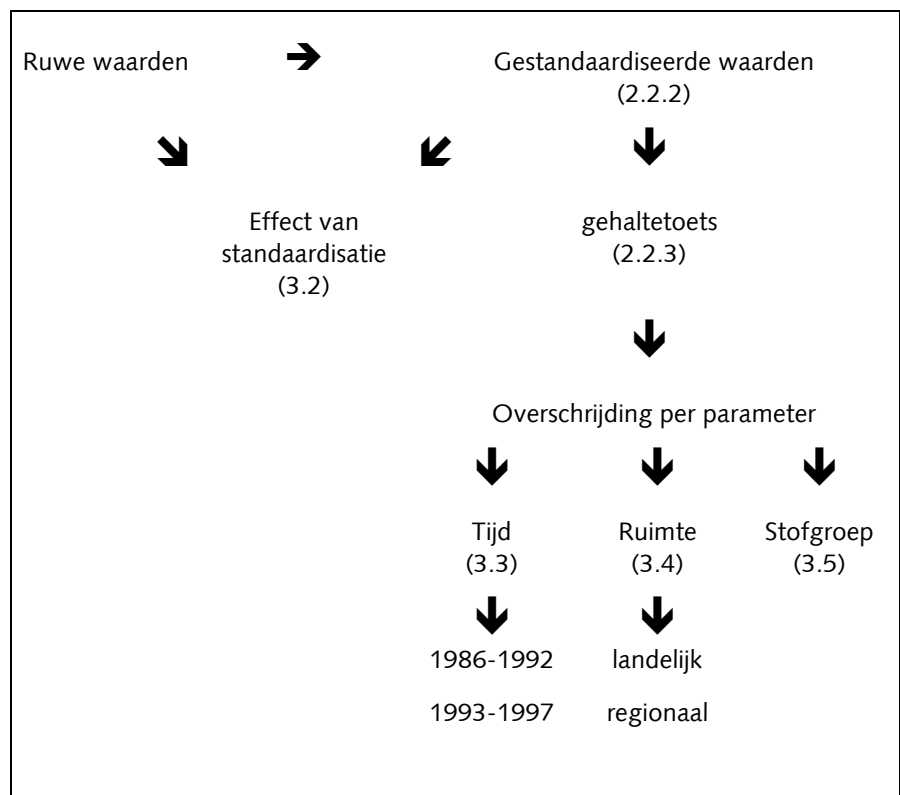 Ruwe waarden
Gestandaardiseerde waarden
(2.2.2)
Effect van
standaardisatie
(3.2)
gehaltetoets
(2.2.3)
Overschrijding per parameter
Tijd
(3.3)
Ruimte
(3.4)
Stofgroep
(3.5)
1986-1992
landelijk
1993-1997
regionaal